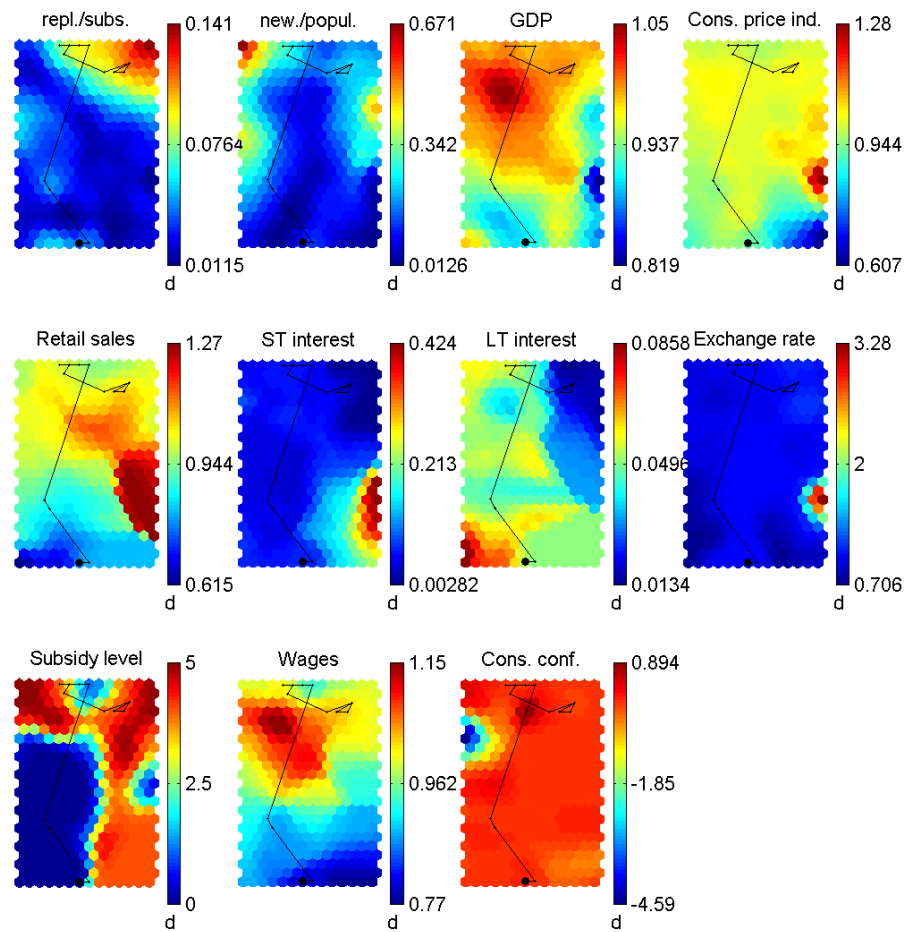 repl./subs.
0.141
0.0764
0.0115
d
new./popul.
0.671
0.342
0.0126
d
GDP
1.05
0.937
0.819
d
Cons. price ind.
1.28
0.944
0.607
d
Retail sales
1.27
0.944
0.615
d
ST interest
0.424
0.213
0.00282
d
LT interest
0.0858
0.0496
0.0134
d
Exchange rate
3.28
2
0.706
d
Subsidy level
5
2.5
0
d
Wages
1.15
0.962
0.77
d
Cons. conf.
0.894
-1.85
-4.59
d